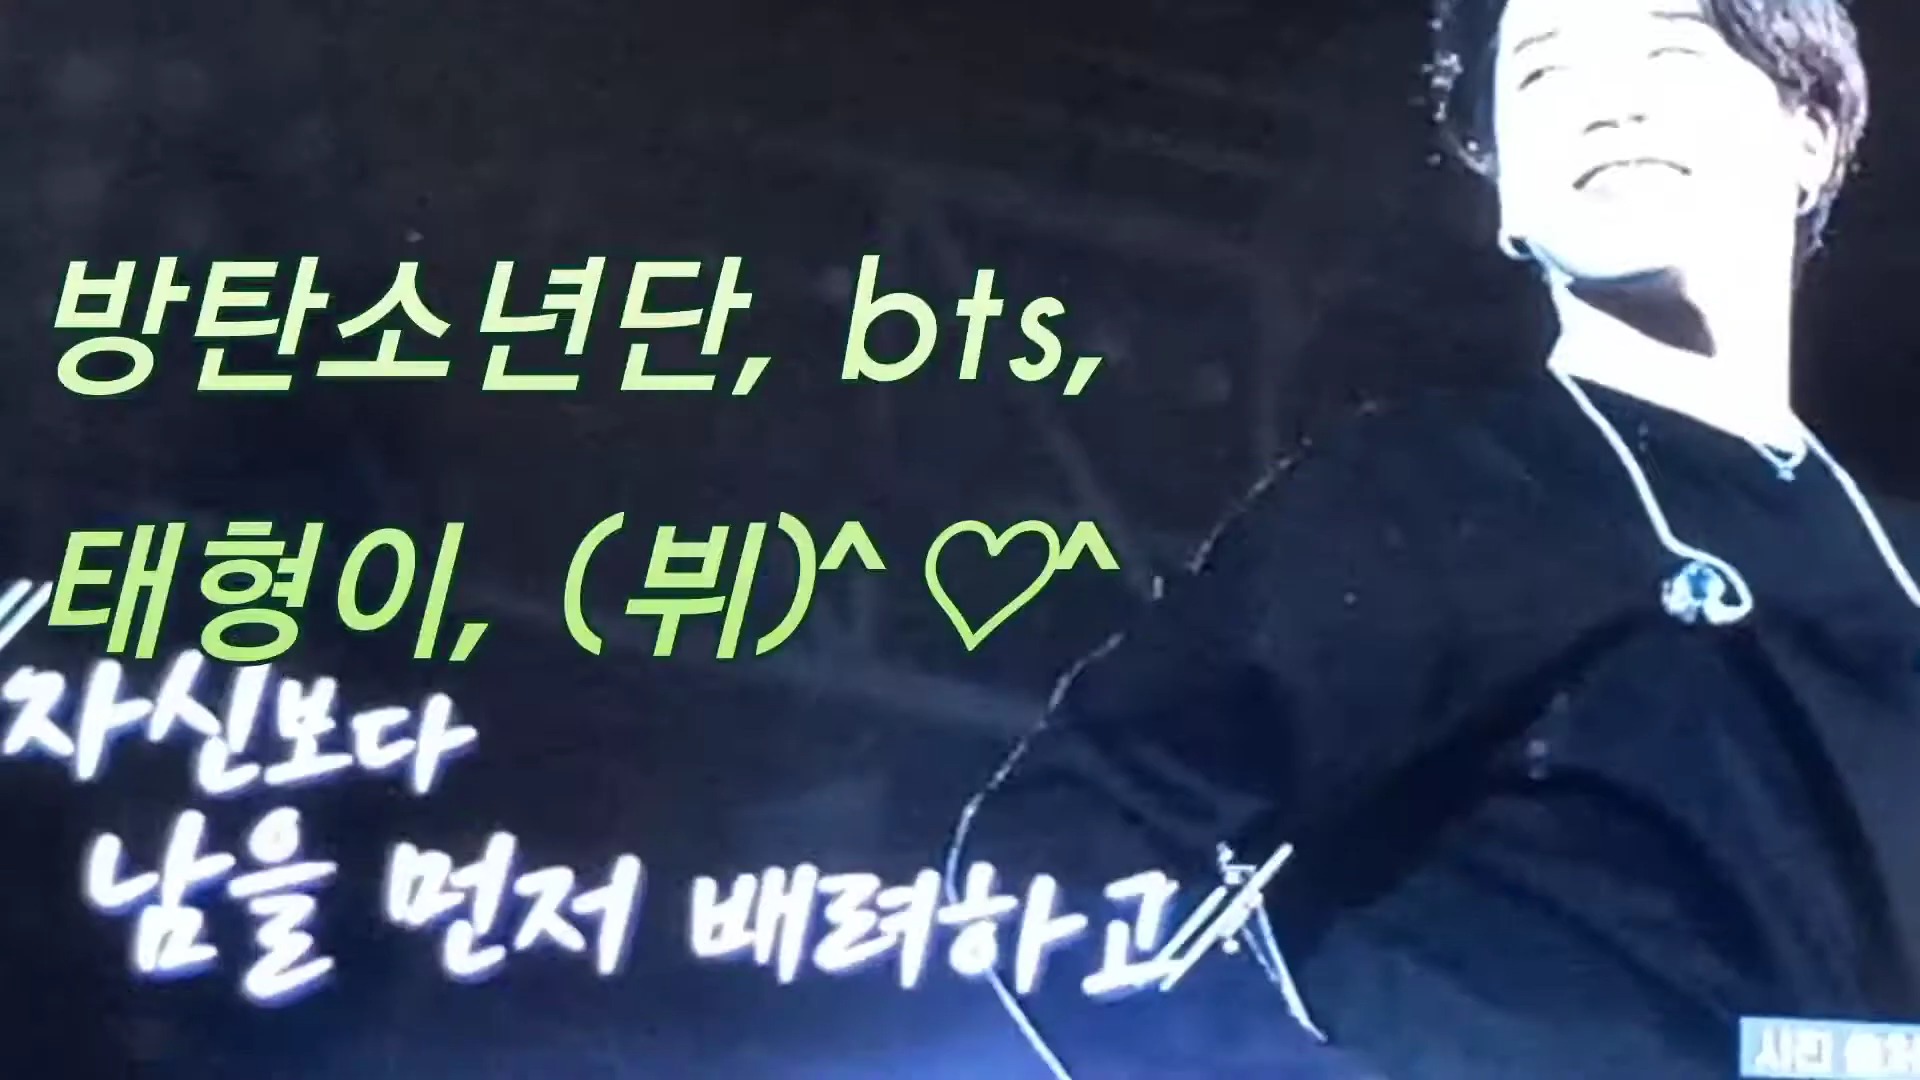 방탄소년단, bts,
태형이, (뷔)^♡^
자신보다
남을 먼저 배려하고